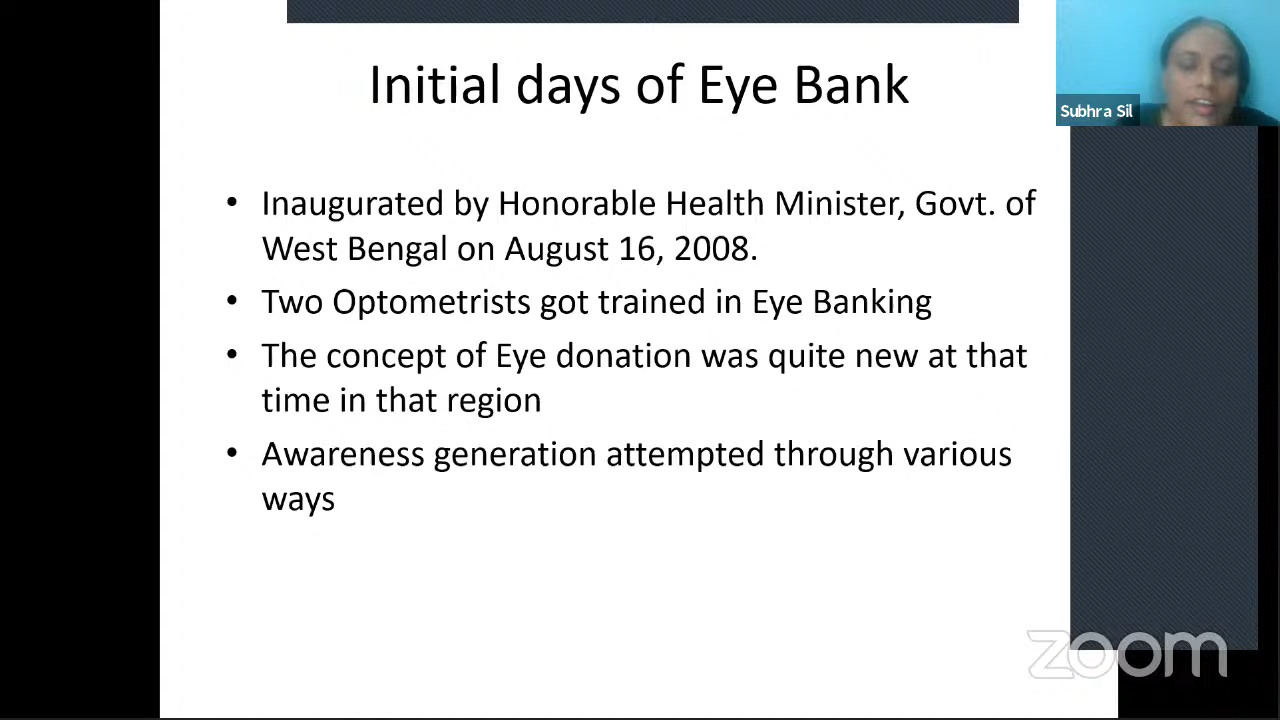 Initial days of Eye Bank
Subhra Sil
• Inaugurated by Honorable Health Minister, Govt. of
West Bengal on August 16, 2008.
• Two Optometrists got trained in Eye Banking
• The concept of Eye donation was quite new at that
time in that region
• Awareness generation attempted through various
ways
zoom